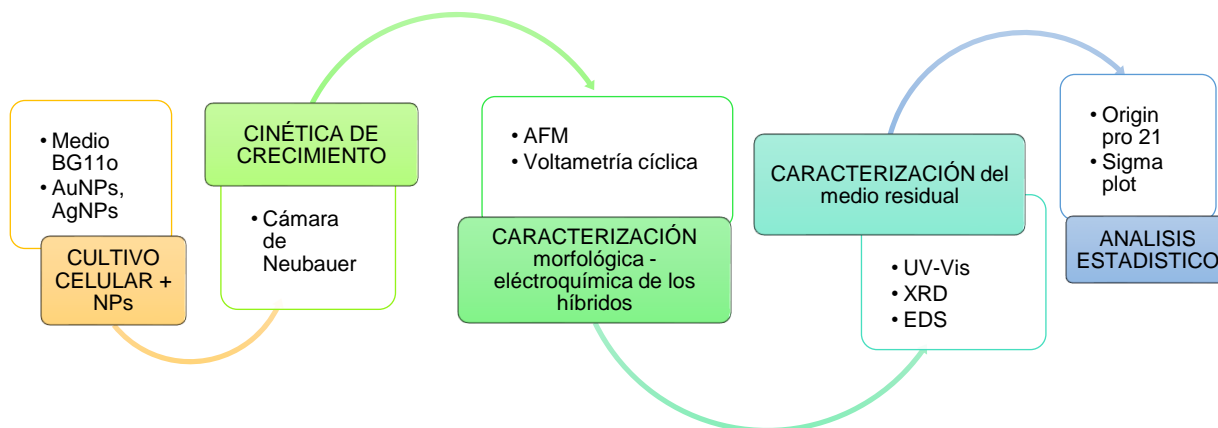 • Medio
BG11o
• AuNPs,
AgNPs
CULTIVO
CELULAR +
NPs
CINÉTICA DE
CRECIMIENTO
• Cámara
de
Neubauer
• AFM
• Voltametría cíclica
CARACTERIZACIÓN
morfológica -
eléctroquímica de los
híbridos
CARACTERIZACIÓN del
medio residual
• UV-Vis
• XRD
• EDS
• Origin
pro 21
• Sigma
plot
ANALISIS
ESTADISTICO